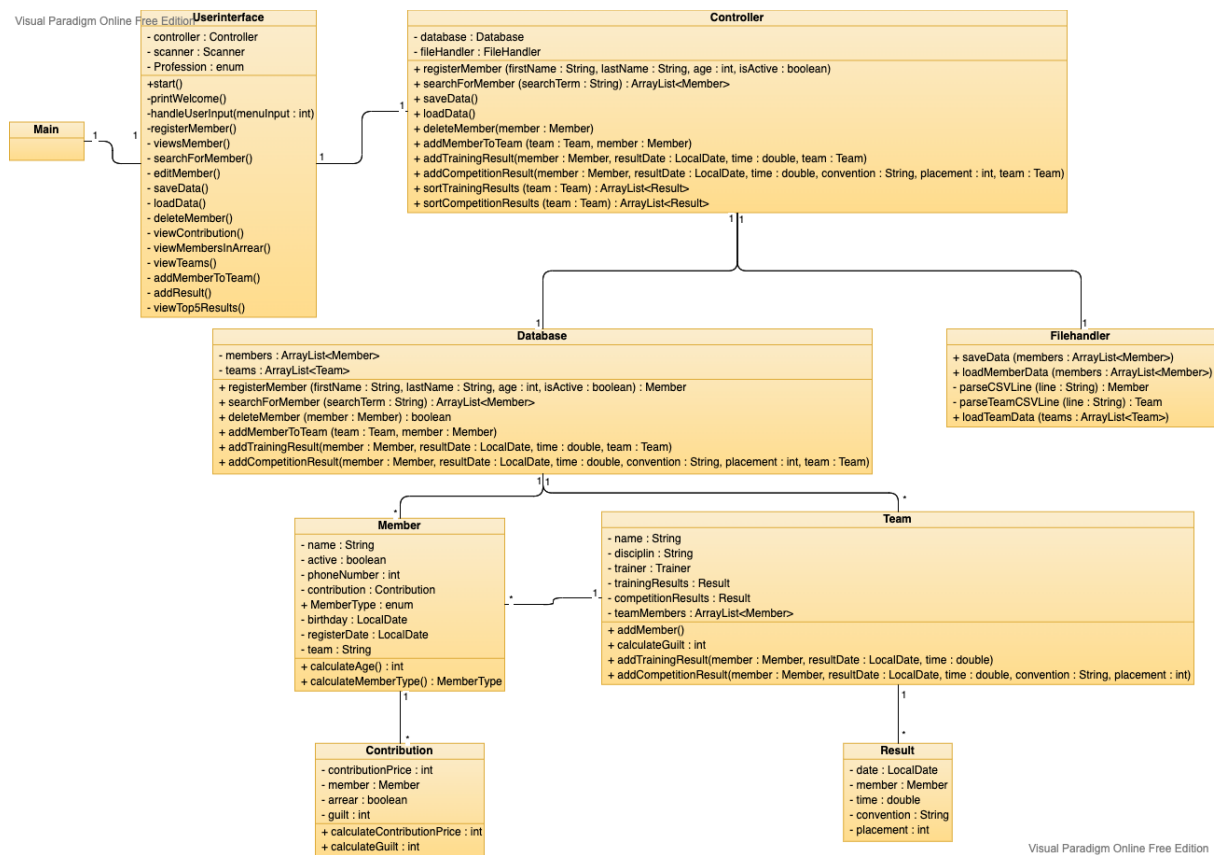 Visual Paradigm Online Free Edition
Userinterface
- controller : Controller
- scanner : Scanner
- Profession : enum
+start()
-printWelcome()
-handleUserInput(menuInput : int)
-registerMember()
- viewsMember()
- searchForMember()
- editMember()
- saveData()
- loadData()
- deleteMember()
- viewContribution()
- viewMembersInArrear()
- viewTeams()
- addMemberToTeam()
- addResult()
- viewTop5Results()
Controller
- database : Database
- fileHandler : FileHandler
+ registerMember (firstName : String, lastName : String, age : int, isActive : boolean)
+ searchForMember (searchTerm : String) : ArrayList<Member>
+ saveData()
+ loadData()
+ deleteMember(member : Member)
+ addMemberToTeam (team : Team, member : Member)
+ addTrainingResult(member : Member, resultDate : LocalDate, time : double, team : Team)
+ addCompetitionResult(member : Member, resultDate : LocalDate, time : double, convention : String, placement : int, team : Team)
+ sortTrainingResults (team : Team) : ArrayList<Result>
+ sortCompetitionResults (team : Team) : ArrayList<Result>
Main
1
1
1
1
1 1
1
1
Database
- members : ArrayList<Member>
- teams : ArrayList<Team>
+ registerMember (firstName : String, lastName : String, age : int, isActive : boolean) : Member
+ searchForMember (searchTerm : String) : ArrayList<Member>
+ deleteMember (member : Member) : boolean
+ addMemberToTeam (team : Team, member : Member)
+ addTrainingResult(member : Member, resultDate : LocalDate, time : double, team : Team)
+ addCompetitionResult(member : Member, resultDate : LocalDate, time : double, convention : String, placement : int, team : Team)
Filehandler
+ saveData (members : ArrayList<Member>)
+ loadMemberData (members : ArrayList<Member>)
- parseCSVLine (line : String) : Member
- parseTeamCSVLine (line : String) : Team
+ loadTeamData (teams : ArrayList<Team>)
1 1
*
*
Member
- name : String
- active : boolean
- phoneNumber : int
- contribution : Contribution
+ MemberType : enum
- birthday : LocalDate
- registerDate : LocalDate
- team : String
+ calculateAge() : int
+ calculateMemberType() : MemberType
*
1
Team
- name : String
- disciplin : String
- trainer : Trainer
- trainingResults : Result
- competitionResults : Result
- teamMembers : ArrayList<Member>
+ addMember()
+ calculateGuilt : int
+ addTrainingResult(member : Member, resultDate : LocalDate, time : double)
+ addCompetitionResult(member : Member, resultDate : LocalDate, time : double, convention : String, placement : int)
1
*
1
*
Contribution
- contributionPrice : int
- member : Member
- arrear : boolean
- guilt : int
+ calculateContributionPrice : int
+ calculateGuilt : int
Result
- date : LocalDate
- member : Member
- time : double
- convention : String
- placement : int
Visual Paradigm Online Free Edition